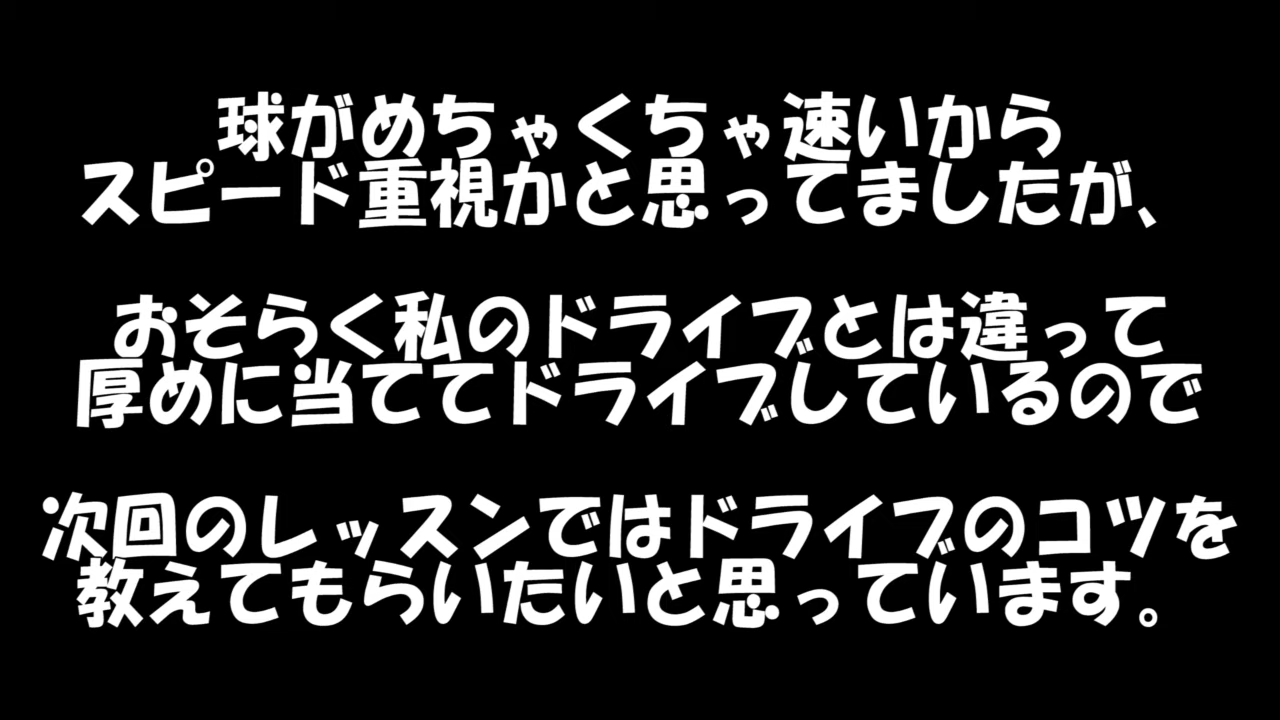 球がめちゃくちゃ速いから
スピード重視かと思ってましたが、
おそらく私のドライブとは違って
厚めに当ててドライブしているので
次回のレッスンではドライブのコツを
教えてもらいたいと思っています。